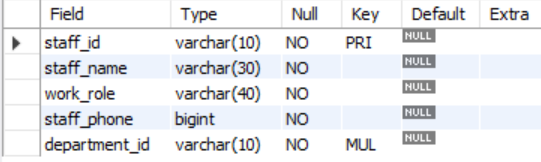 Field Type Null Key Default Extra
staff_id varchar(10) NO PRI NULL
staff_name varchar(30) NO NULL
work_role varchar(40) NO NULL
staff_phone bigint NO NULL
department_id varchar(10) NO MUL NULL